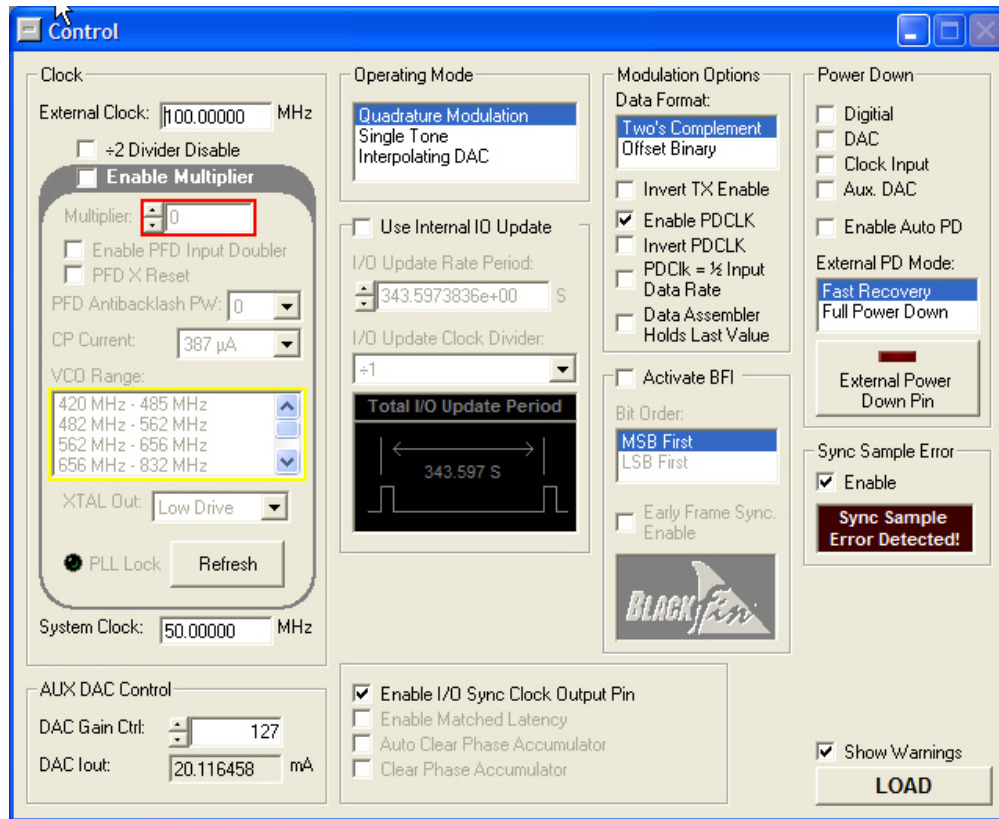 Control
Clock
External Clock: 100.00000 MHz
÷2 Divider Disable
Enable Multiplier
Multiplier: 0
Enable PFD Input Doubler
PFD X Reset
PFD Antibacklash PW: 0
CP Current: 387 µA
VCO Range:
420 MHz - 485 MHz
482 MHz - 562 MHz
562 MHz - 656 MHz
656 MHz - 832 MHz
XTAL Out: Low Drive
PLL Lock Refresh
System Clock: 50.00000 MHz
AUX DAC Control
DAC Gain Ctrl: 127
DAC Iout: 20.116458 mA
Operating Mode
Quadrature Modulation
Single Tone
Interpolating DAC
Use Internal IO Update
I/O Update Rate Period:
343.5973836e+00 S
I/O Update Clock Divider:
÷1
Total I/O Update Period
343.597 S
Enable I/O Sync Clock Output Pin
Enable Matched Latency
Auto Clear Phase Accumulator
Clear Phase Accumulator
Modulation Options
Data Format:
Two's Complement
Offset Binary
Invert TX Enable
Enable PDCLK
Invert PDCLK
PDClk = ½ Input
Data Rate
Data Assembler
Holds Last Value
Activate BFI
Bit Order:
MSB First
LSB First
Early Frame Sync.
Enable
BLACKfin
Power Down
Digitial
DAC
Clock Input
Aux. DAC
Enable Auto PD
External PD Mode:
Fast Recovery
Full Power Down
External Power
Down Pin
Sync Sample Error
Enable
Sync Sample
Error Detected!
Show Warnings
LOAD